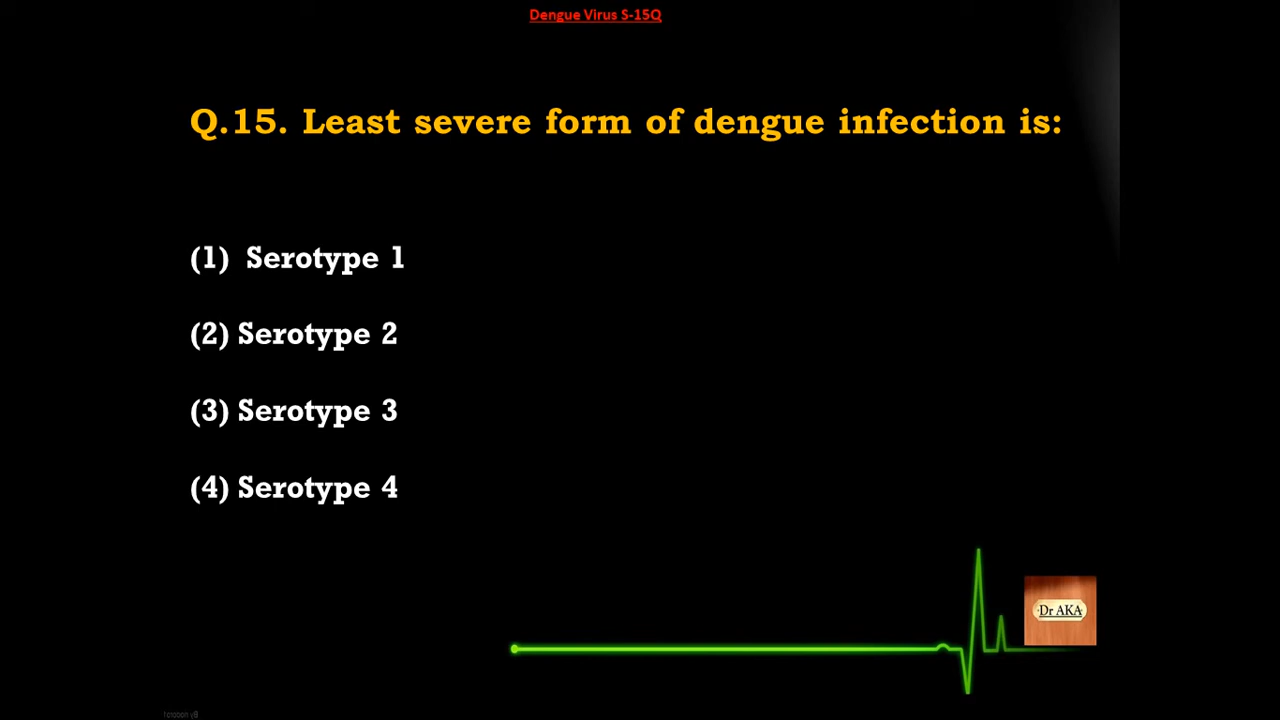 Dengue Virus S-15Q
Q.15. Least severe form of dengue infection is:
(1) Serotype 1
(2) Serotype 2
(3) Serotype 3
(4) Serotype 4
Dr AKA